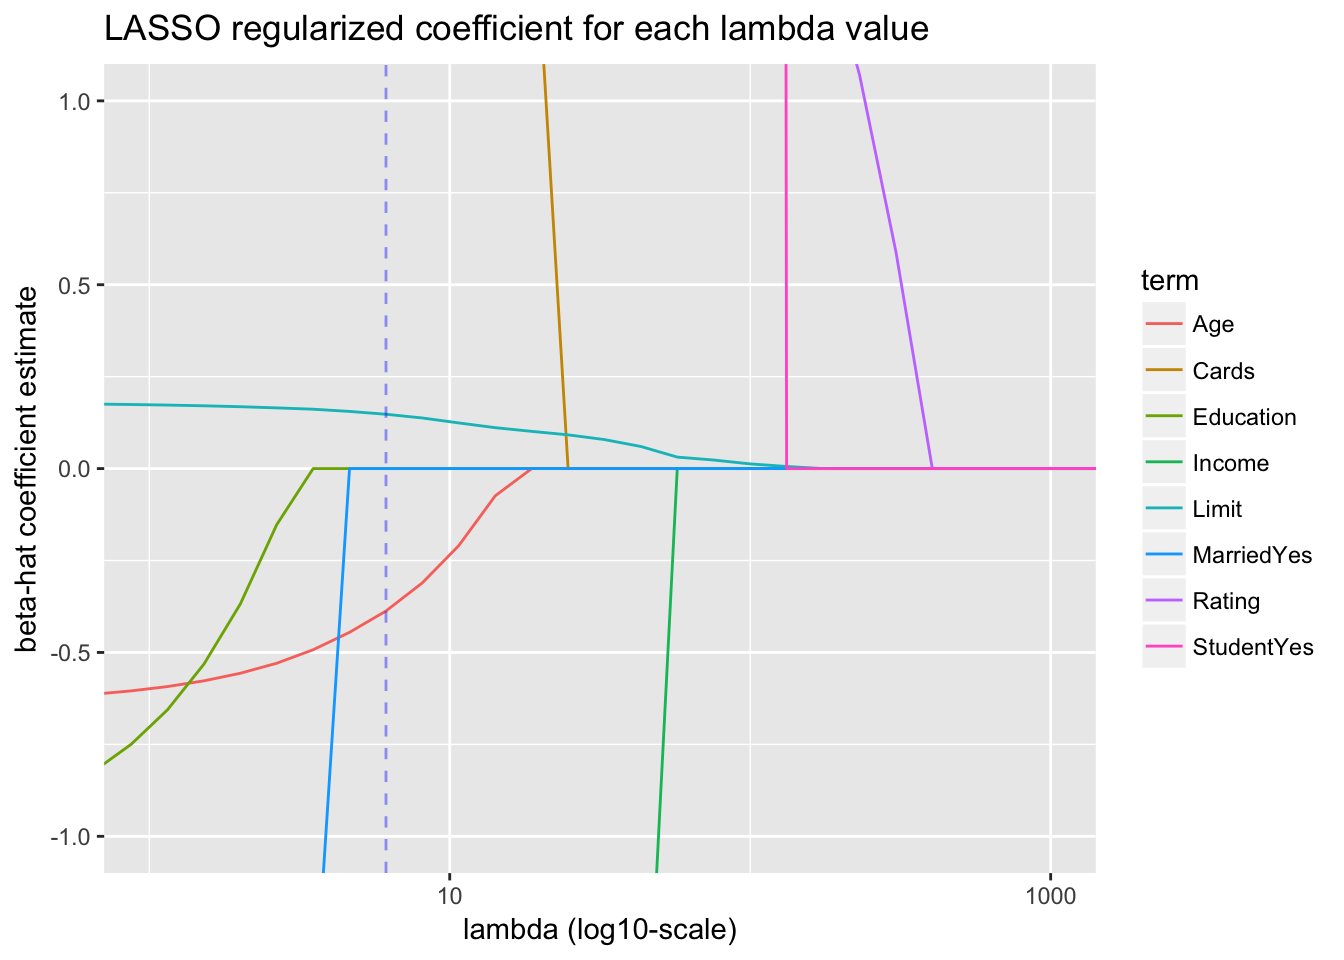 LASSO regularized coefficient for each lambda value
1.0
0.5
0.0
-0.5
-1.0
beta-hat coefficient estimate
10
1000
lambda (log10-scale)
term
Age
Cards
Education
Income
Limit
MarriedYes
Rating
StudentYes